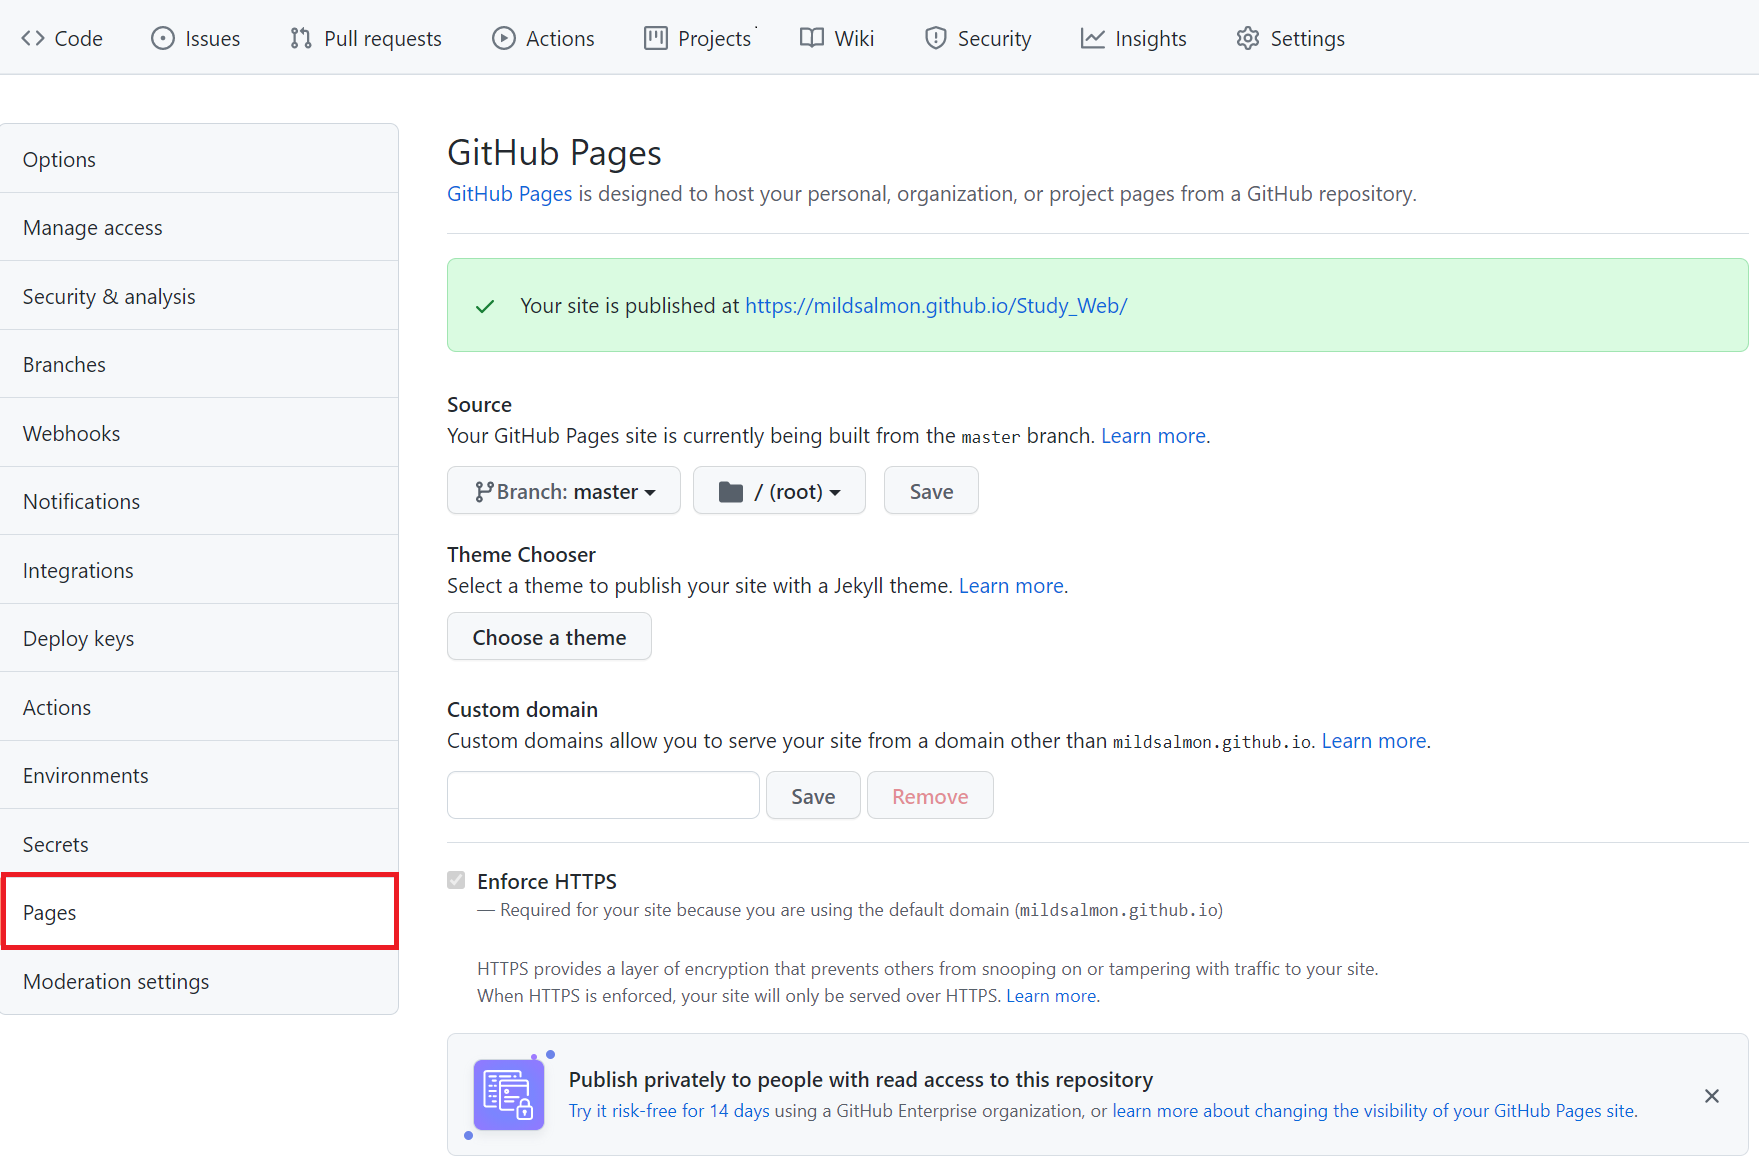 Code Issues Pull requests Actions Projects Wiki Security Insights Settings
Options
Manage access
Security & analysis
Branches
Webhooks
Notifications
Integrations
Deploy keys
Actions
Environments
Secrets
Pages
Moderation settings
GitHub Pages
GitHub Pages is designed to host your personal, organization, or project pages from a GitHub repository.
Your site is published at https://mildsalmon.github.io/Study_Web/
Source
Your GitHub Pages site is currently being built from the master branch. Learn more.
Branch: master / (root) Save
Theme Chooser
Select a theme to publish your site with a Jekyll theme. Learn more.
Choose a theme
Custom domain
Custom domains allow you to serve your site from a domain other than mildsalmon.github.io. Learn more.
Save Remove
Enforce HTTPS
— Required for your site because you are using the default domain (mildsalmon.github.io)
HTTPS provides a layer of encryption that prevents others from snooping on or tampering with traffic to your site.
When HTTPS is enforced, your site will only be served over HTTPS. Learn more.
Publish privately to people with read access to this repository
Try it risk-free for 14 days using a GitHub Enterprise organization, or learn more about changing the visibility of your GitHub Pages site.